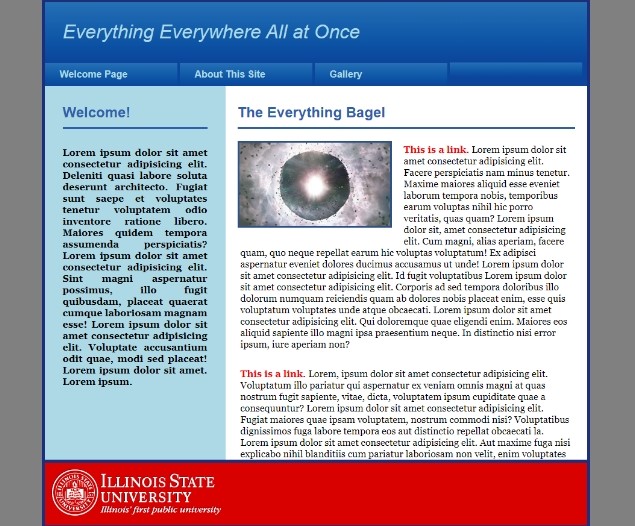 Everything Everywhere All at Once
Welcome Page
About This Site
Gallery
Welcome!
Lorem ipsum dolor sit amet
consectetur adipisicing elit.
Deleniti quasi labore soluta
deserunt architecto. Fugiat
sunt saepe et voluptates
tenetur voluptatem odio
inventore ratione libero.
Maiores quidem tempora
assumenda perspiciatis?
Lorem ipsum dolor sit amet
consectetur adipisicing elit.
Sint magni aspernatur
possimus, illo fugit
quibusdam, placeat quaerat
cumque laboriosam magnam
esse! Lorem ipsum dolor sit
amet consectetur adipisicing
elit. Voluptate accusantium
odit quae, modi sed placeat!
Lorem ipsum dolor sit amet.
Lorem ipsum.
The Everything Bagel
This is a link. Lorem ipsum dolor sit
amet consectetur adipisicing elit.
Facere perspiciatis nam minus tenetur.
Maxime maiores aliquid esse eveniet
laborum tempora nobis, temporibus
earum voluptas nihil hic porro
veritatis, quas quam? Lorem ipsum
dolor sit, amet consectetur adipisicing
elit. Cum magni, alias aperiam, facere
quam, quo neque repellat earum hic voluptas voluptatum! Ex adipisci
aspernatur eveniet dolores ducimus accusamus ut unde! Lorem ipsum dolor
sit amet consectetur adipisicing elit. Id fugit voluptatibus Lorem ipsum dolor
sit amet consectetur adipisicing elit. Corporis ad sed tempora doloribus illo
dolorum numquam reiciendis quam ab dolores nobis placeat enim, esse quis
voluptatum voluptates unde atque obcaecati. Lorem ipsum dolor sit amet
consectetur adipisicing elit. Qui doloremque quae eligendi enim. Maiores eos
aliquid sapiente illo magni ipsa praesentium neque. In distinctio nisi error
ipsum, iure aperiam non?
This is a link. Lorem, ipsum dolor sit amet consectetur adipisicing elit.
Voluptatum illo pariatur qui aspernatur ex veniam omnis magni at quas
nostrum fugit sapiente, vitae, dicta, voluptatem ipsum cupiditate quae a
consequuntur? Lorem ipsum dolor sit amet consectetur adipisicing elit.
Fugiat maiores quae ipsam voluptatem, nostrum commodi nisi? Voluptatibus
dignissimos fuga labore tempora eos aut distinctio repellat obcaecati la.
Lorem ipsum dolor sit amet consectetur adipisicing elit. Aut maxime fuga nisi
explicabo nihil blanditiis cum pariatur laboriosam non velit, enim voluptates
ILLINOIS STATE
UNIVERSITY
Illinois' first public university